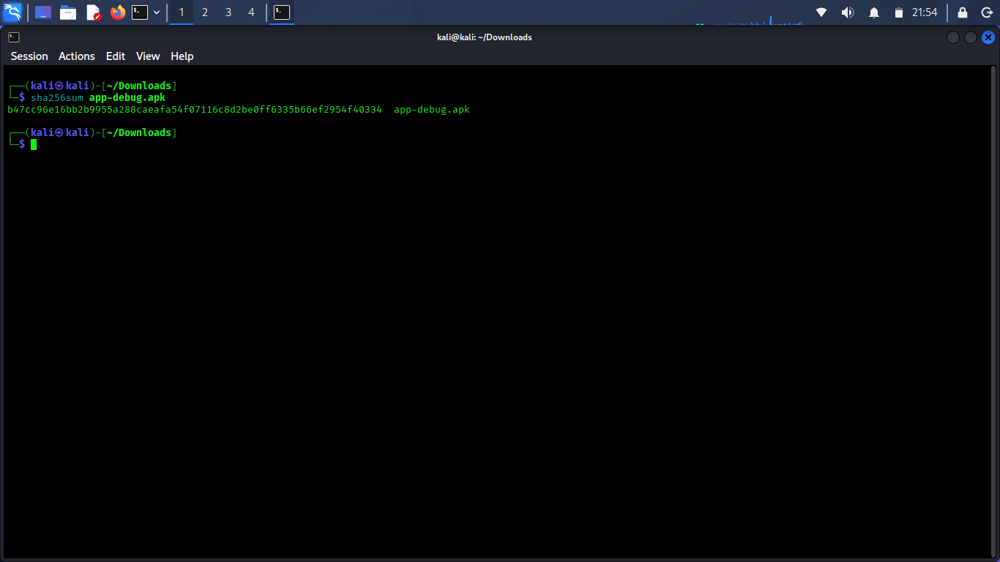 1 2 3 4 21:54
kali@kali: ~/Downloads
Session Actions Edit View Help
┌──(kali㉿kali)-[~/Downloads]
└─$ sha256sum app-debug.apk
b47cc96e16bb2b9955a288caeafa54f07116c8d2be0ff6335b66ef2954f40334  app-debug.apk
┌──(kali㉿kali)-[~/Downloads]
└─$